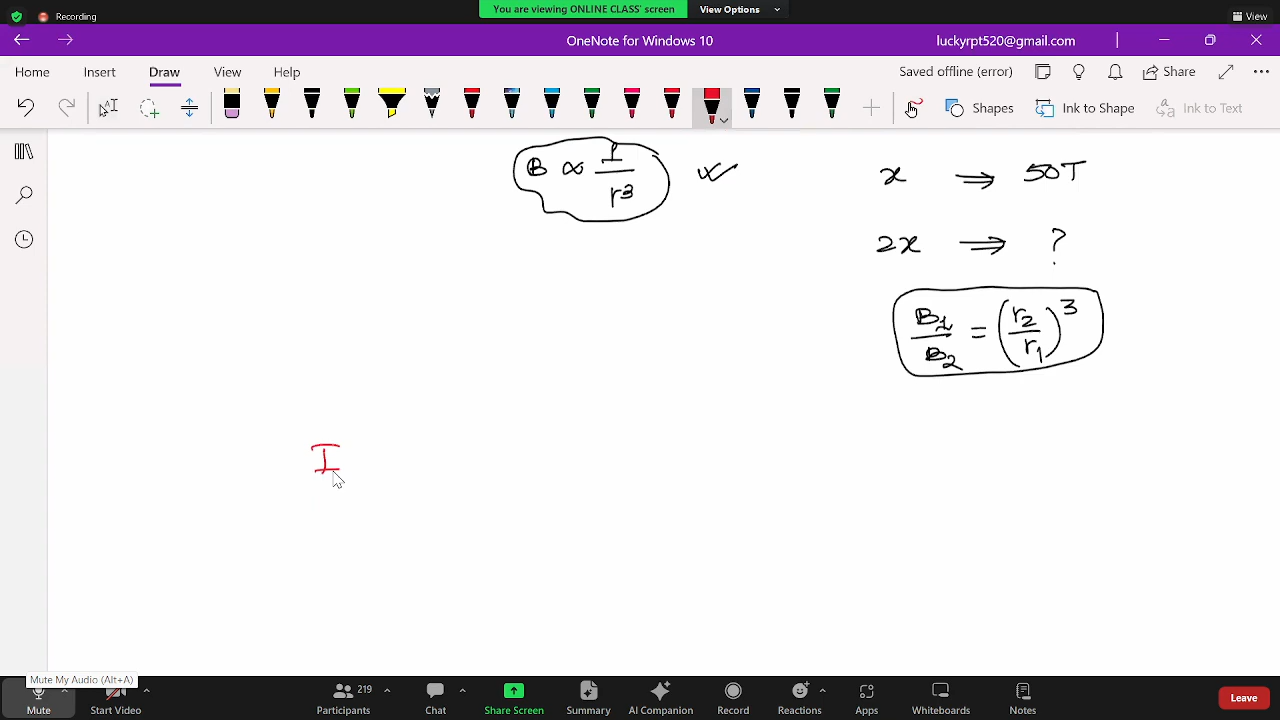 You are viewing ONLINE CLASS' screen
View Options
Recording
View
OneNote for Windows 10
luckyrpt520@gmail.com
Home
Insert
Draw
View
Help
Saved offline (error)
Share
Shapes
Ink to Shape
Ink to Text
B ∝ 1/r³
x ⇒ 50T
2x ⇒ ?
B₁/B₂ = (r₂/r₁)³
I
Mute My Audio (Alt+A)
219
Mute
Start Video
Participants
Chat
Share Screen
Summary
AI Companion
Record
Reactions
Apps
Whiteboards
Notes
Leave